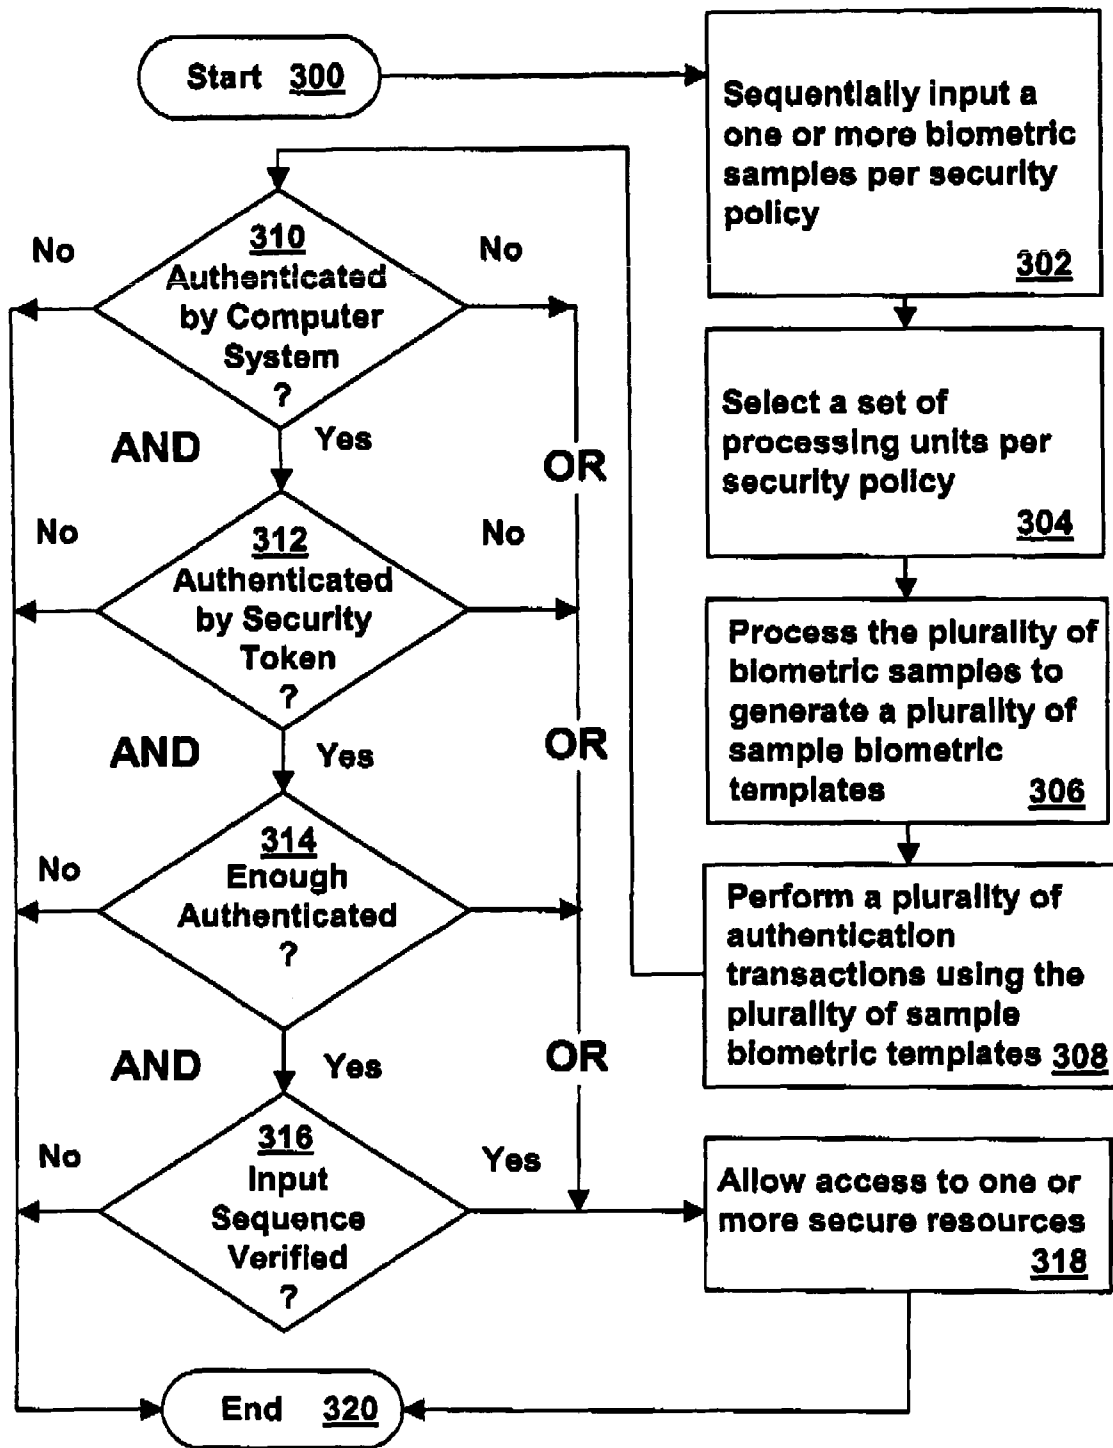 Start 300
Sequentially input a
one or more biometric
samples per security
policy
302
Select a set of
processing units per
security policy
304
Process the plurality of
biometric samples to
generate a plurality of
sample biometric
templates 306
Perform a plurality of
authentication
transactions using the
plurality of sample
biometric templates 308
No
310
No
Authenticated
by Computer
System
?
AND
Yes
OR
No
312
No
Authenticated
by Security
Token
?
AND
Yes
OR
No
314
Enough
Authenticated
?
AND
Yes
OR
No
316
Yes
Input
Sequence
Verified
?
Allow access to one or
more secure resources
318
End 320